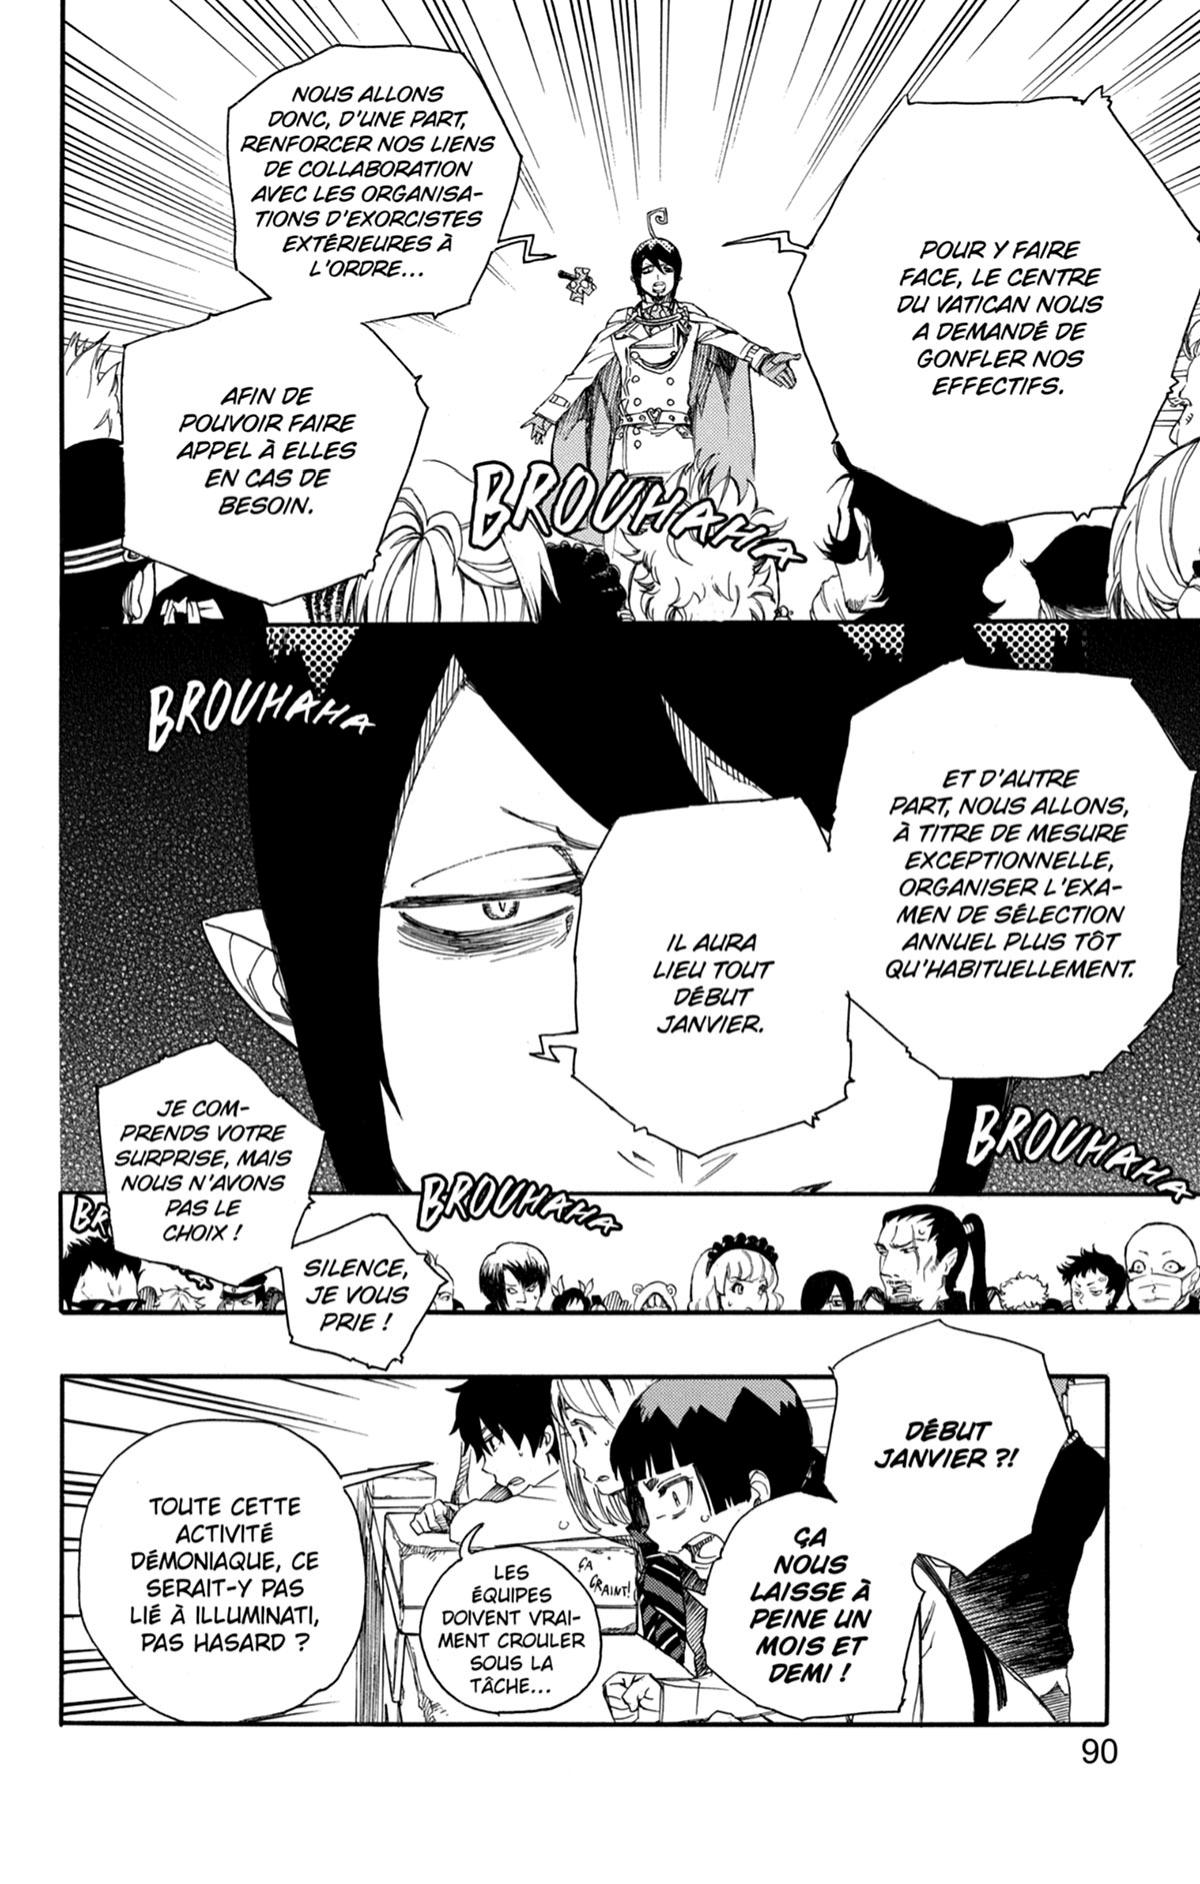 POUR Y FAIRE
FACE, LE CENTRE
DU VATICAN NOUS
A DEMANDÉ DE
GONFLER NOS
EFFECTIFS.
NOUS ALLONS
DONC, D'UNE PART,
RENFORCER NOS LIENS
DE COLLABORATION
AVEC LES ORGANISA-
TIONS D'EXORCISTES
EXTÉRIEURES À
L'ORDRE...
AFIN DE
POUVOIR FAIRE
APPEL À ELLES
EN CAS DE
BESOIN.
BROUHAHA
BROUHAHA
ET D'AUTRE
PART, NOUS ALLONS,
À TITRE DE MESURE
EXCEPTIONNELLE,
ORGANISER L'EXA-
MEN DE SÉLECTION
ANNUEL PLUS TÔT
QU'HABITUELLEMENT.
IL AURA
LIEU TOUT
DÉBUT
JANVIER.
BROUHAHA
BROUHAHA
BR
JE COM-
PRENDS VOTRE
SURPRISE, MAIS
NOUS N'AVONS
PAS LE
CHOIX !
SILENCE,
JE VOUS
PRIE !
DÉBUT
JANVIER ?!
ÇA
NOUS
LAISSE À
PEINE UN
MOIS ET
DEMI !
ÇA
CRAINT !
LES
ÉQUIPES
DOIVENT VRAI-
MENT CROULER
SOUS LA
TÂCHE...
TOUTE CETTE
ACTIVITÉ
DÉMONIAQUE, CE
SERAIT-Y PAS
LIÉ À ILLUMINATI,
PAS HASARD ?
90